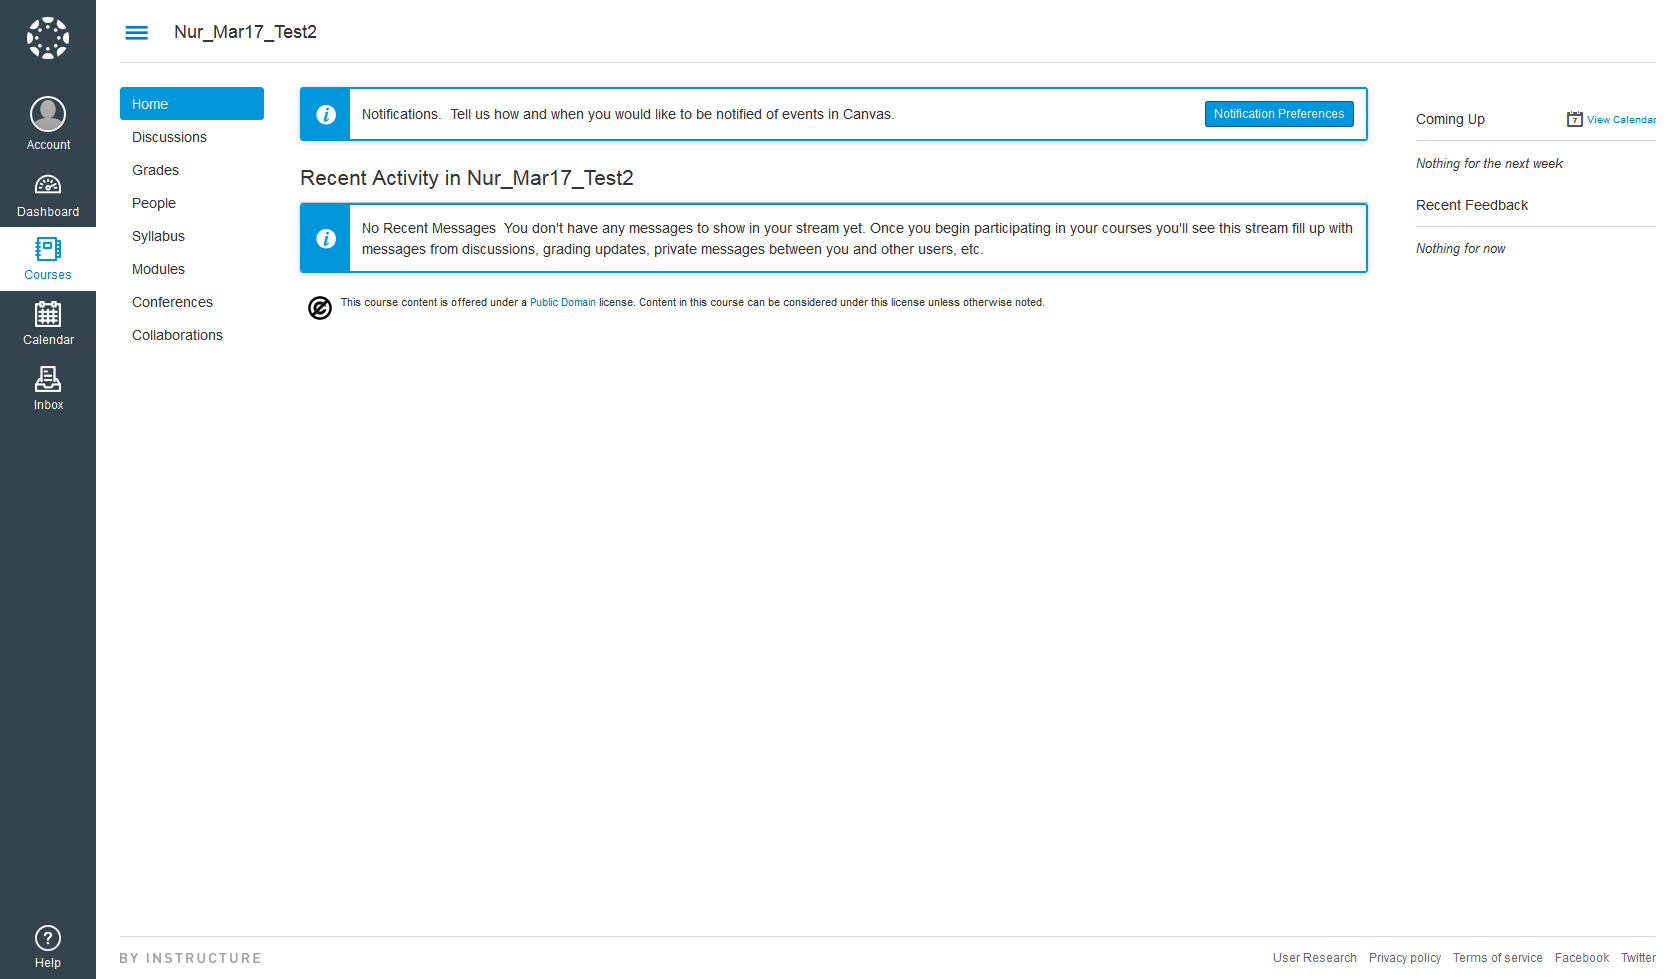 Nur_Mar17_Test2
Account
Dashboard
Courses
Calendar
Inbox
Help
Home
Discussions
Grades
People
Syllabus
Modules
Conferences
Collaborations
Notifications. Tell us how and when you would like to be notified of events in Canvas.
Notification Preferences
Recent Activity in Nur_Mar17_Test2
No Recent Messages You don't have any messages to show in your stream yet. Once you begin participating in your courses you'll see this stream fill up with
messages from discussions, grading updates, private messages between you and other users, etc.
This course content is offered under a Public Domain license. Content in this course can be considered under this license unless otherwise noted.
Coming Up
7 View Calendar
Nothing for the next week
Recent Feedback
Nothing for now
BY INSTRUCTURE
User Research Privacy policy Terms of service Facebook Twitter